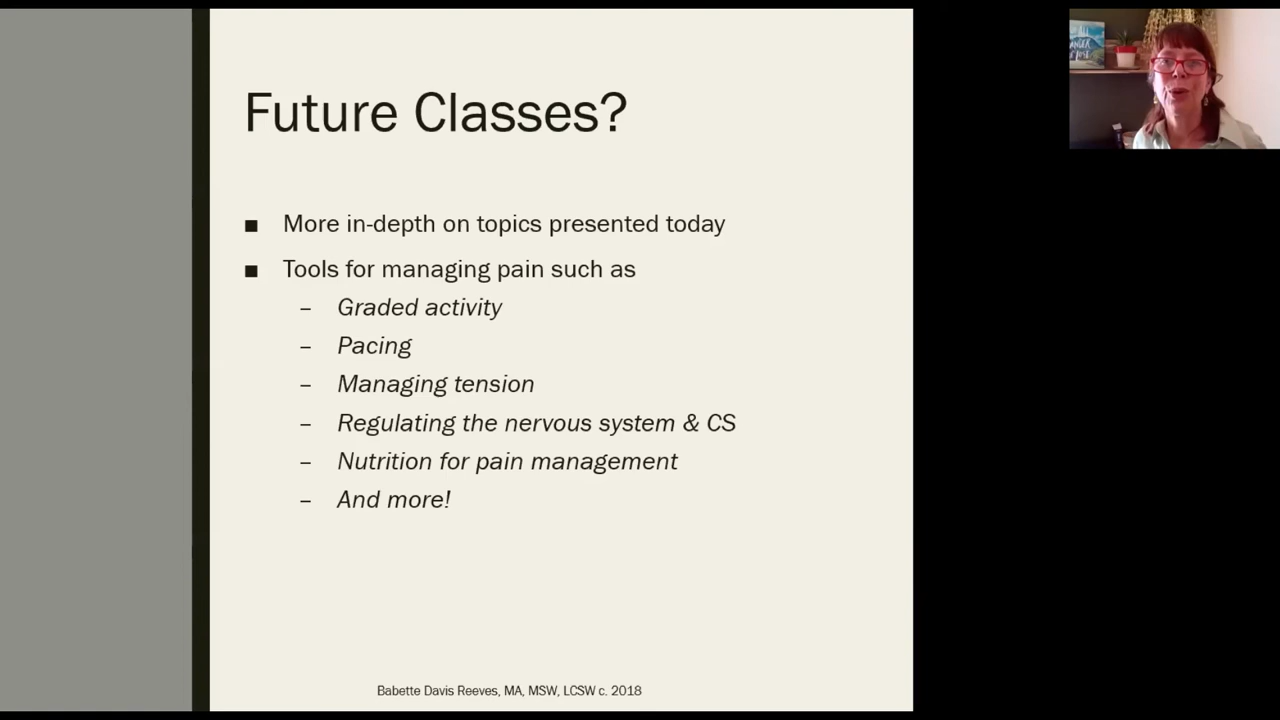 Future Classes?
■ More in-depth on topics presented today
■ Tools for managing pain such as
– Graded activity
– Pacing
– Managing tension
– Regulating the nervous system & CS
– Nutrition for pain management
– And more!
Babette Davis Reeves, MA, MSW, LCSW c. 2018